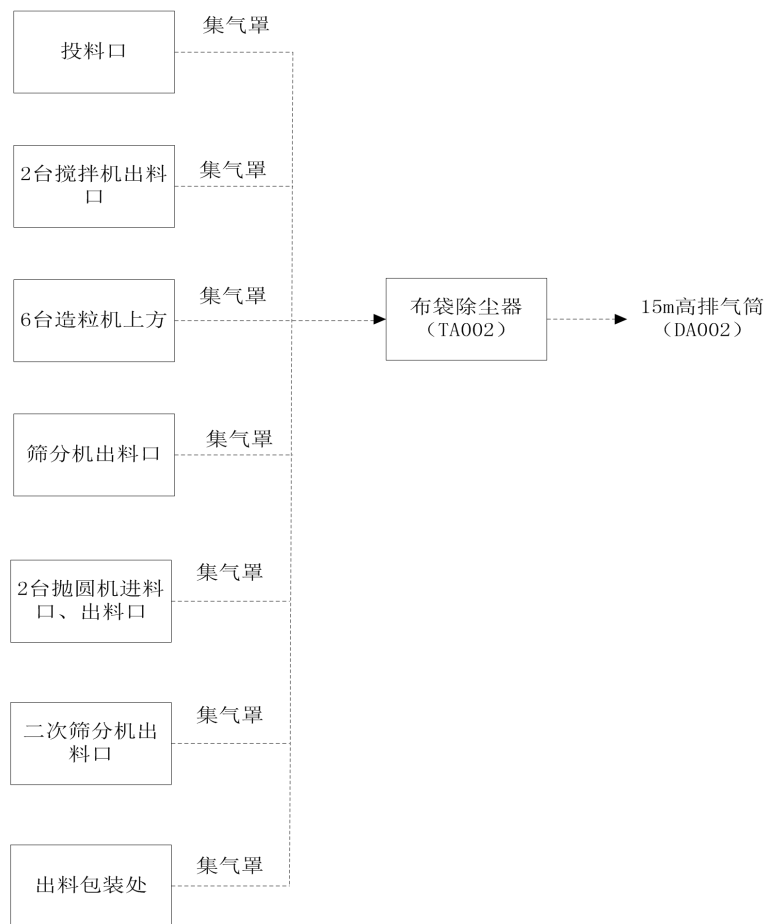 集气罩
投料口
集气罩
2台搅拌机出料
口
集气罩
6台造粒机上方
布袋除尘器
（TA002）
15m高排气筒
（DA002）
集气罩
筛分机出料口
集气罩
2台抛圆机进料
口、出料口
集气罩
二次筛分机出
料口
集气罩
出料包装处